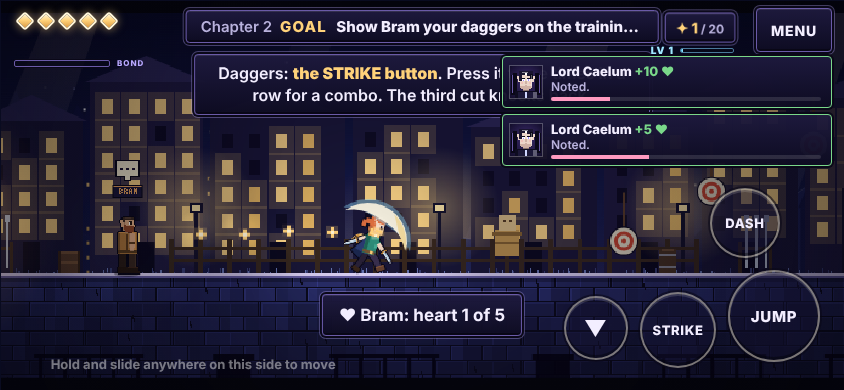 Chapter 2 GOAL Show Bram your daggers on the trainin...
1 / 20
MENU
LV 1
BOND
Daggers: the STRIKE button. Press it
row for a combo. The third cut k
Lord Caelum +10
Noted.
Lord Caelum +5
Noted.
BRAM
DASH
Bram: heart 1 of 5
STRIKE
JUMP
Hold and slide anywhere on this side to move